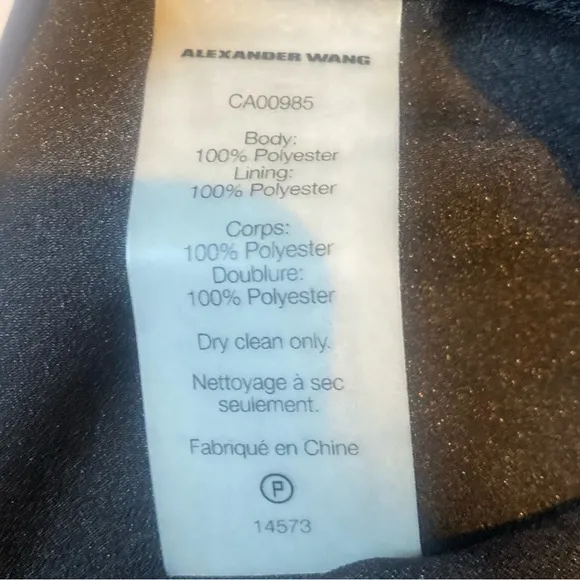 ALEXANDER WANG
CA00985
Body:
100% Polyester
Lining:
100% Polyester
Corps:
100% Polyester
Doublure:
100% Polyester
Dry clean only.
Nettoyage à sec
seulement.
Fabriqué en Chine
P
14573